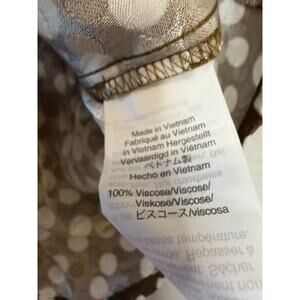 Made in Vietnam
Fabriqué au Vietnam
in Vietnam Hergestellt
Vervaardigd in Vietnam
ベトナム製
Hecho en Vietnam
100% Viscose/Viscose/
Viskose/Viscose/
ビスコース/viscosa